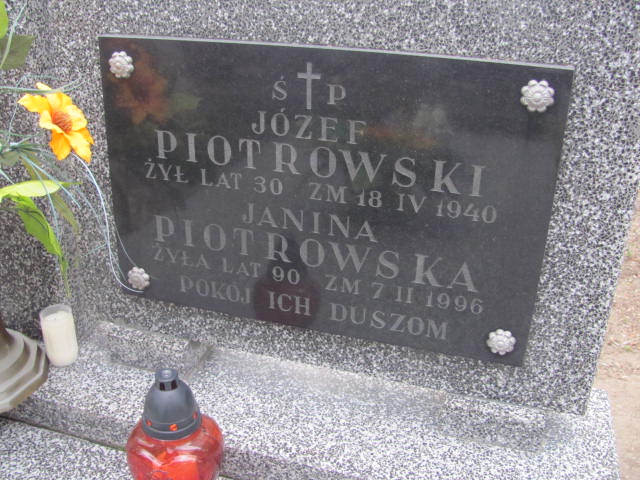 Ś P
JÓZEF
PIOTROWSKI
ŻYŁ LAT 30 ZM 18 IV 1940
JANINA
PIOTROWSKA
ŻYŁA LAT 90 ZM 7 II 1996
POKÓJ ICH DUSZOM